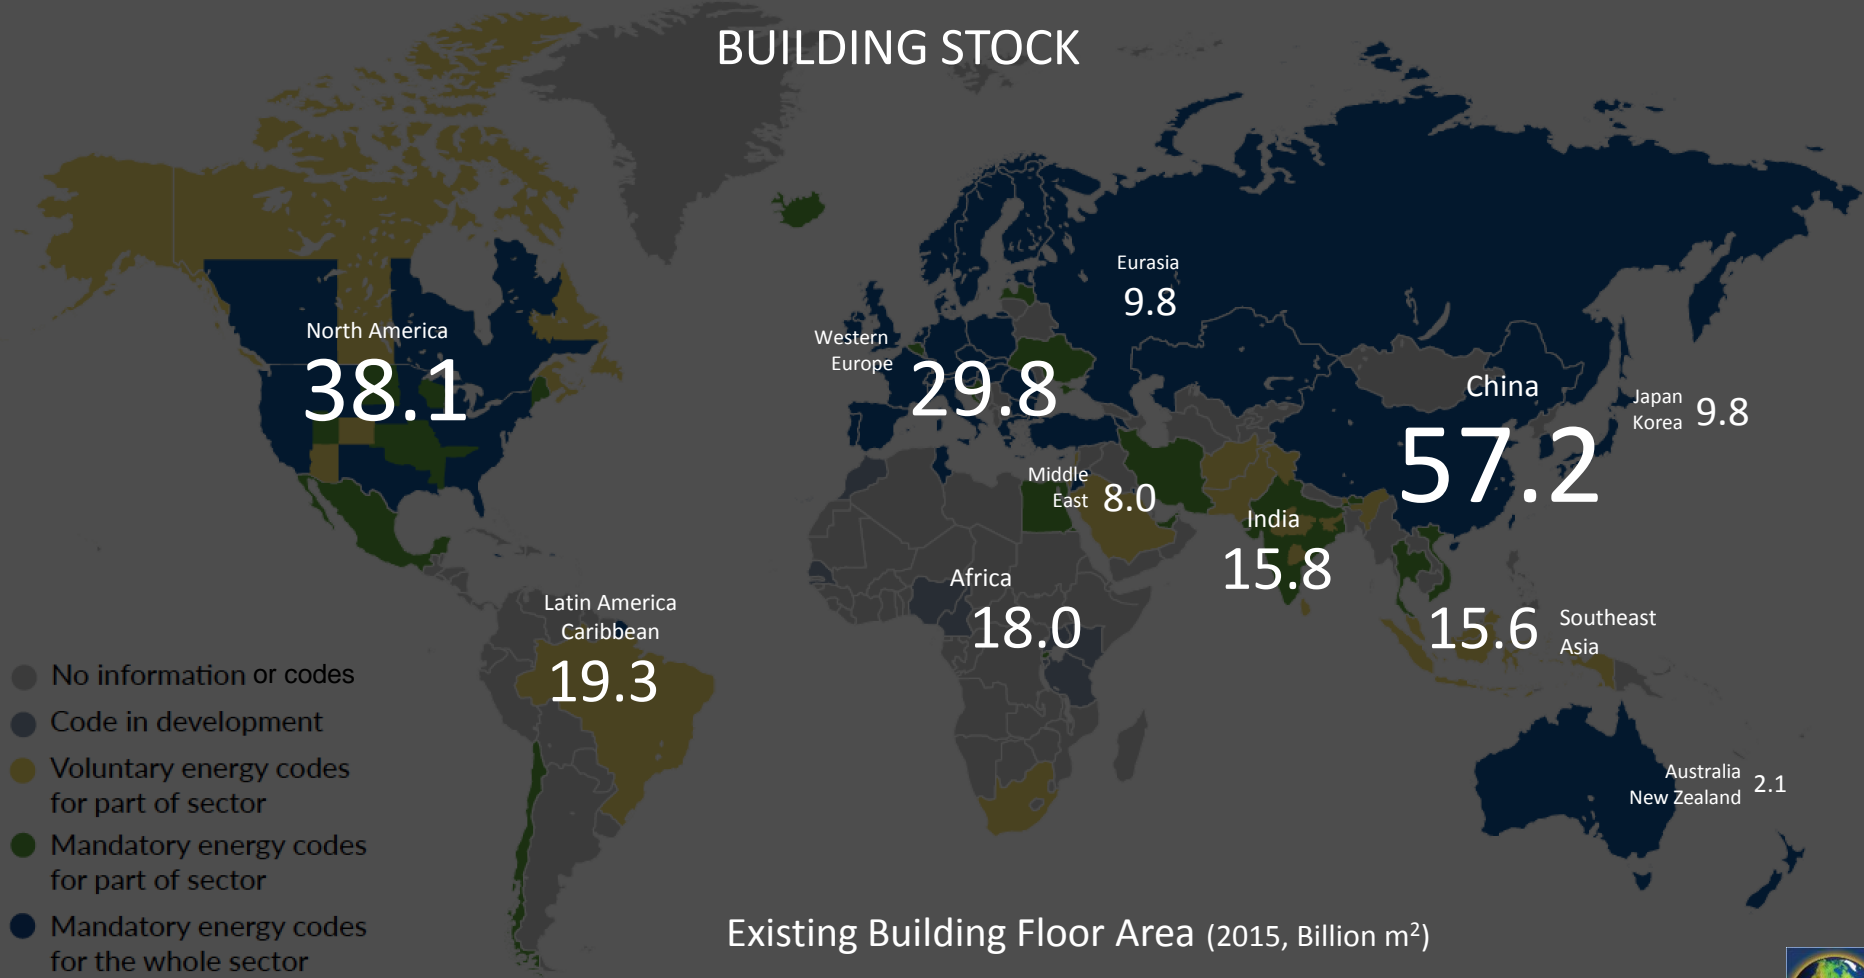 BUILDING STOCK
Eurasia
9.8
North America
38.1
Western
Europe
29.8
China
57.2
Japan
Korea
9.8
Middle
East
8.0
India
15.8
Africa
18.0
Latin America
Caribbean
19.3
15.6
Southeast
Asia
Australia
New Zealand
2.1
No information or codes
Code in development
Voluntary energy codes
for part of sector
Mandatory energy codes
for part of sector
Mandatory energy codes
for the whole sector
Existing Building Floor Area (2015, Billion m²)